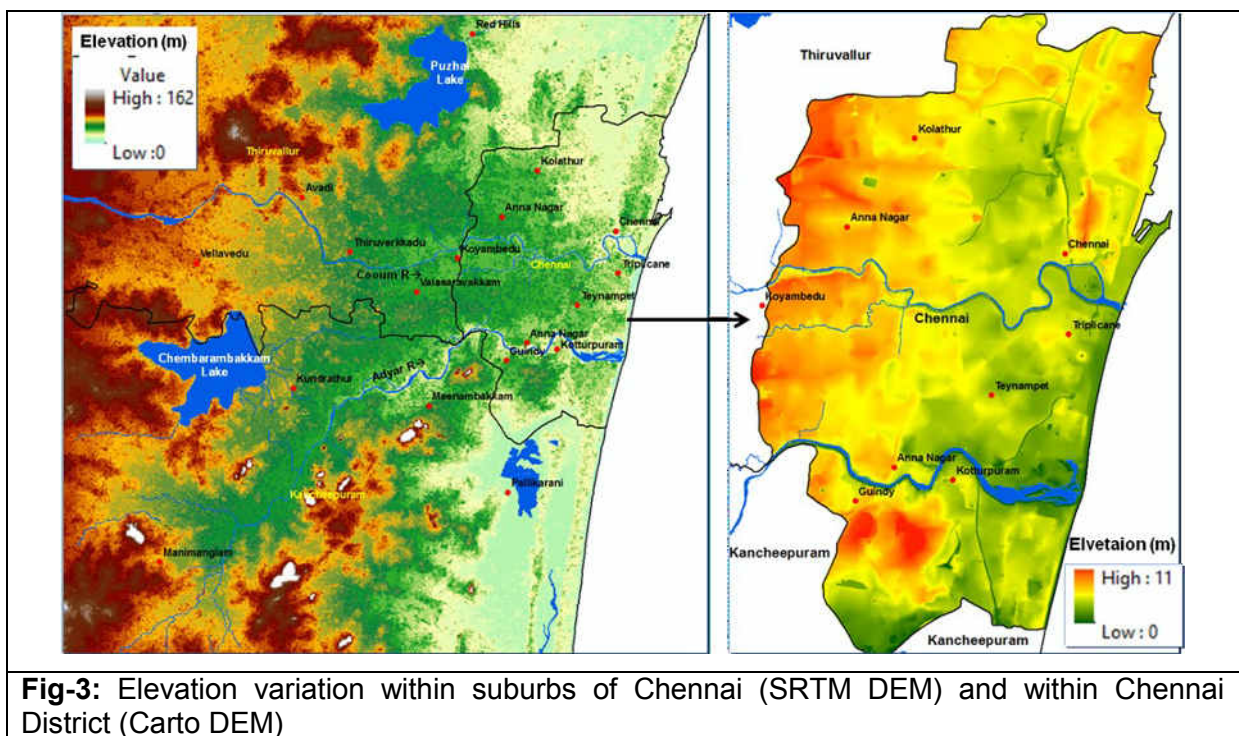 Elevation (m)
Value
High : 162
Low :0
Red Hills
Puzhal
Lake
Thiruvallur
Kolathur
Avadi
Anna Nagar
Chennai
Thiruverkkadu
Koyambedu
Vellavedu
Chennai
Triplicane
Cooum R→
Valasaravakkam
Teynampet
Anna Nagar
Kotturpuram
Guindy
Chembarambakkam
Lake
Adyar R→
Kundrathur
Meenambakkam
Pallikarani
Kancheepuram
Manimanglam
Thiruvallur
Kolathur
Anna Nagar
Chennai
Koyambedu
Chennai
Triplicane
Teynampet
Anna Nagar
Kotturpuram
Guindy
Kancheepuram
Elvetaion (m)
High : 11
Low : 0
Kancheepuram
Fig-3: Elevation variation within suburbs of Chennai (SRTM DEM) and within Chennai
District (Carto DEM)